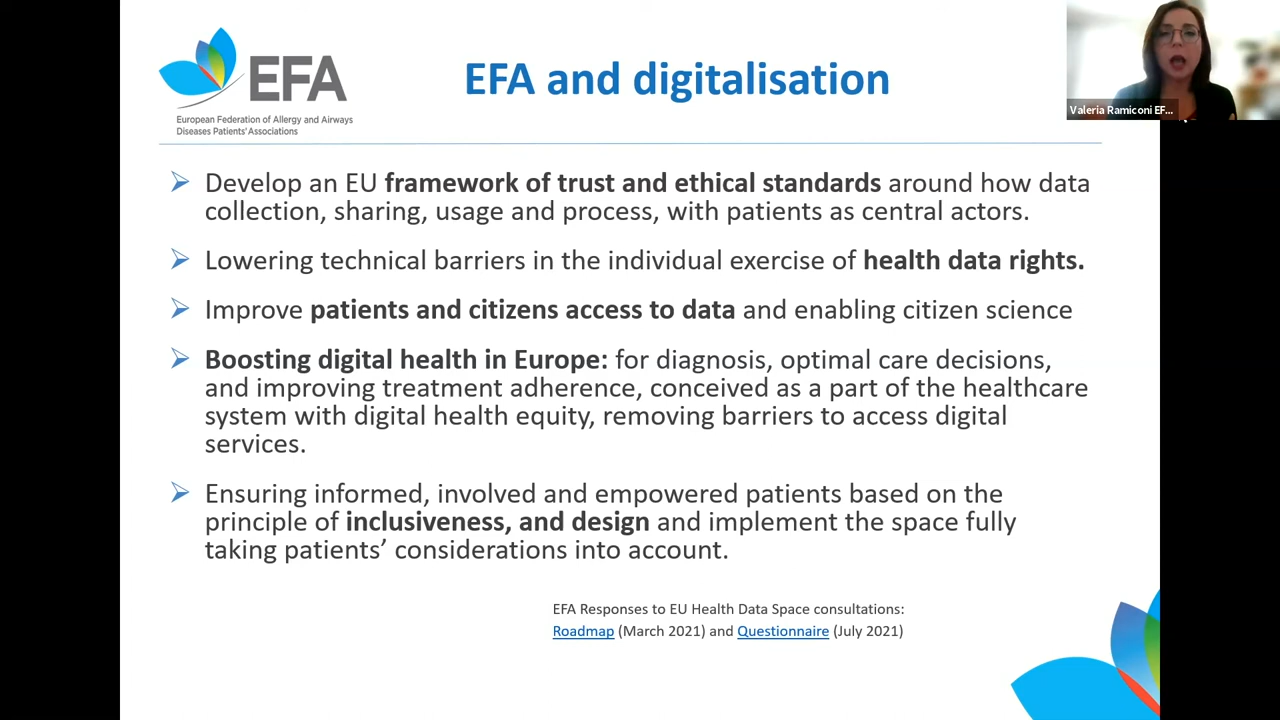 EFA
European Federation of Allergy and Airways
Diseases Patients' Associations
EFA and digitalisation
Valeria Ramiconi EF...
Develop an EU framework of trust and ethical standards around how data
collection, sharing, usage and process, with patients as central actors.
Lowering technical barriers in the individual exercise of health data rights.
Improve patients and citizens access to data and enabling citizen science
Boosting digital health in Europe: for diagnosis, optimal care decisions,
and improving treatment adherence, conceived as a part of the healthcare
system with digital health equity, removing barriers to access digital
services.
Ensuring informed, involved and empowered patients based on the
principle of inclusiveness, and design and implement the space fully
taking patients’ considerations into account.
EFA Responses to EU Health Data Space consultations:
Roadmap (March 2021) and Questionnaire (July 2021)